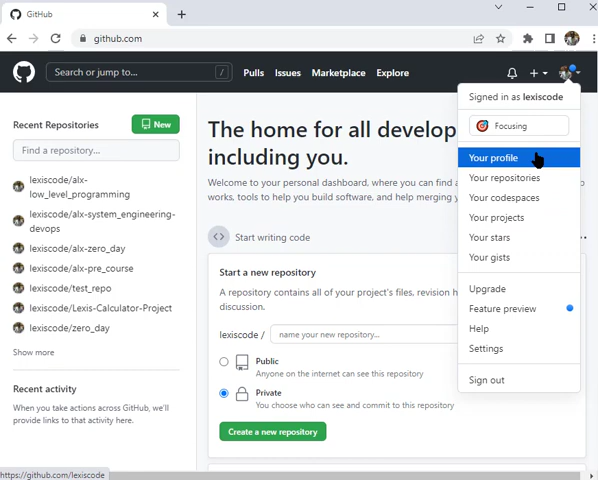 GitHub
github.com
Search or jump to...
/
Pulls
Issues
Marketplace
Explore
Signed in as lexiscode
Focusing
Your profile
Your repositories
Your codespaces
Your projects
Your stars
Your gists
Upgrade
Feature preview
Help
Settings
Sign out
Recent Repositories
New
Find a repository...
lexiscode/alx-
low_level_programming
lexiscode/alx-system_engineering-
devops
lexiscode/alx-zero_day
lexiscode/alx-pre_course
lexiscode/test_repo
lexiscode/Lexis-Calculator-Project
lexiscode/zero_day
Show more
Recent activity
When you take actions across GitHub, we'll
provide links to that activity here.
The home for all develop
including you.
Welcome to your personal dashboard, where you can find a
works, tools to help you build software, and help merging y
Start writing code
Start a new repository
A repository contains all of your project's files, revision h
discussion.
lexiscode /
name your new repository...
Public
Anyone on the internet can see this repository
Private
You choose who can see and commit to this repository
Create a new repository
https://github.com/lexiscode